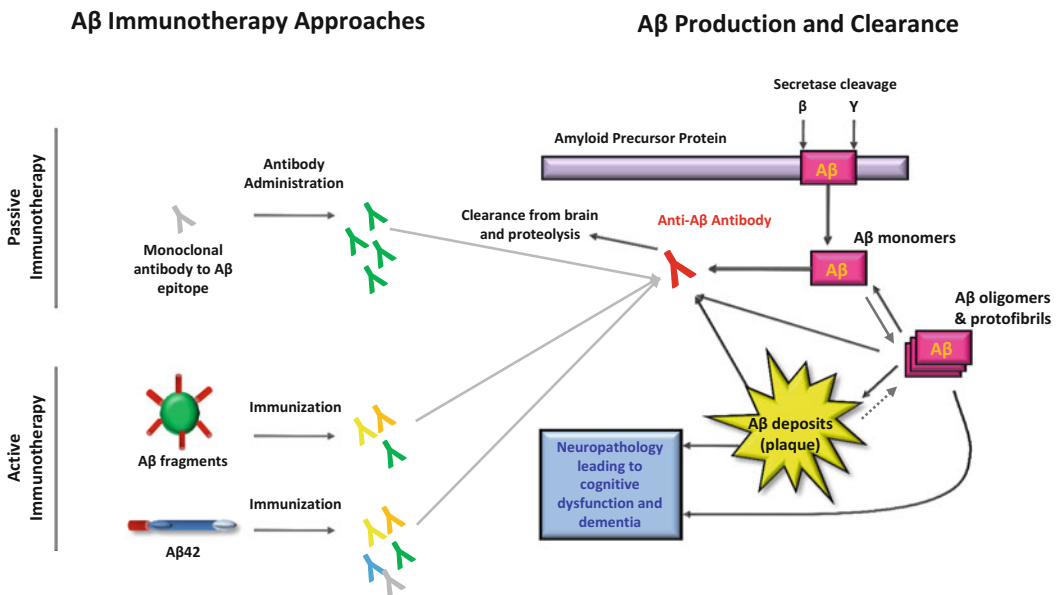 Aβ Immunotherapy Approaches
Aβ Production and Clearance
Passive
Immunotherapy
Monoclonal
antibody to Aβ
epitope
Antibody
Administration
Active
Immunotherapy
Aβ fragments
Immunization
Aβ42
Immunization
Secretase cleavage
β
γ
Amyloid Precursor Protein
Aβ
Clearance from brain
and proteolysis
Anti-Aβ Antibody
Aβ monomers
Aβ
Aβ oligomers
& protofibrils
Aβ
Aβ deposits
(plaque)
Neuropathology
leading to
cognitive
dysfunction and
dementia